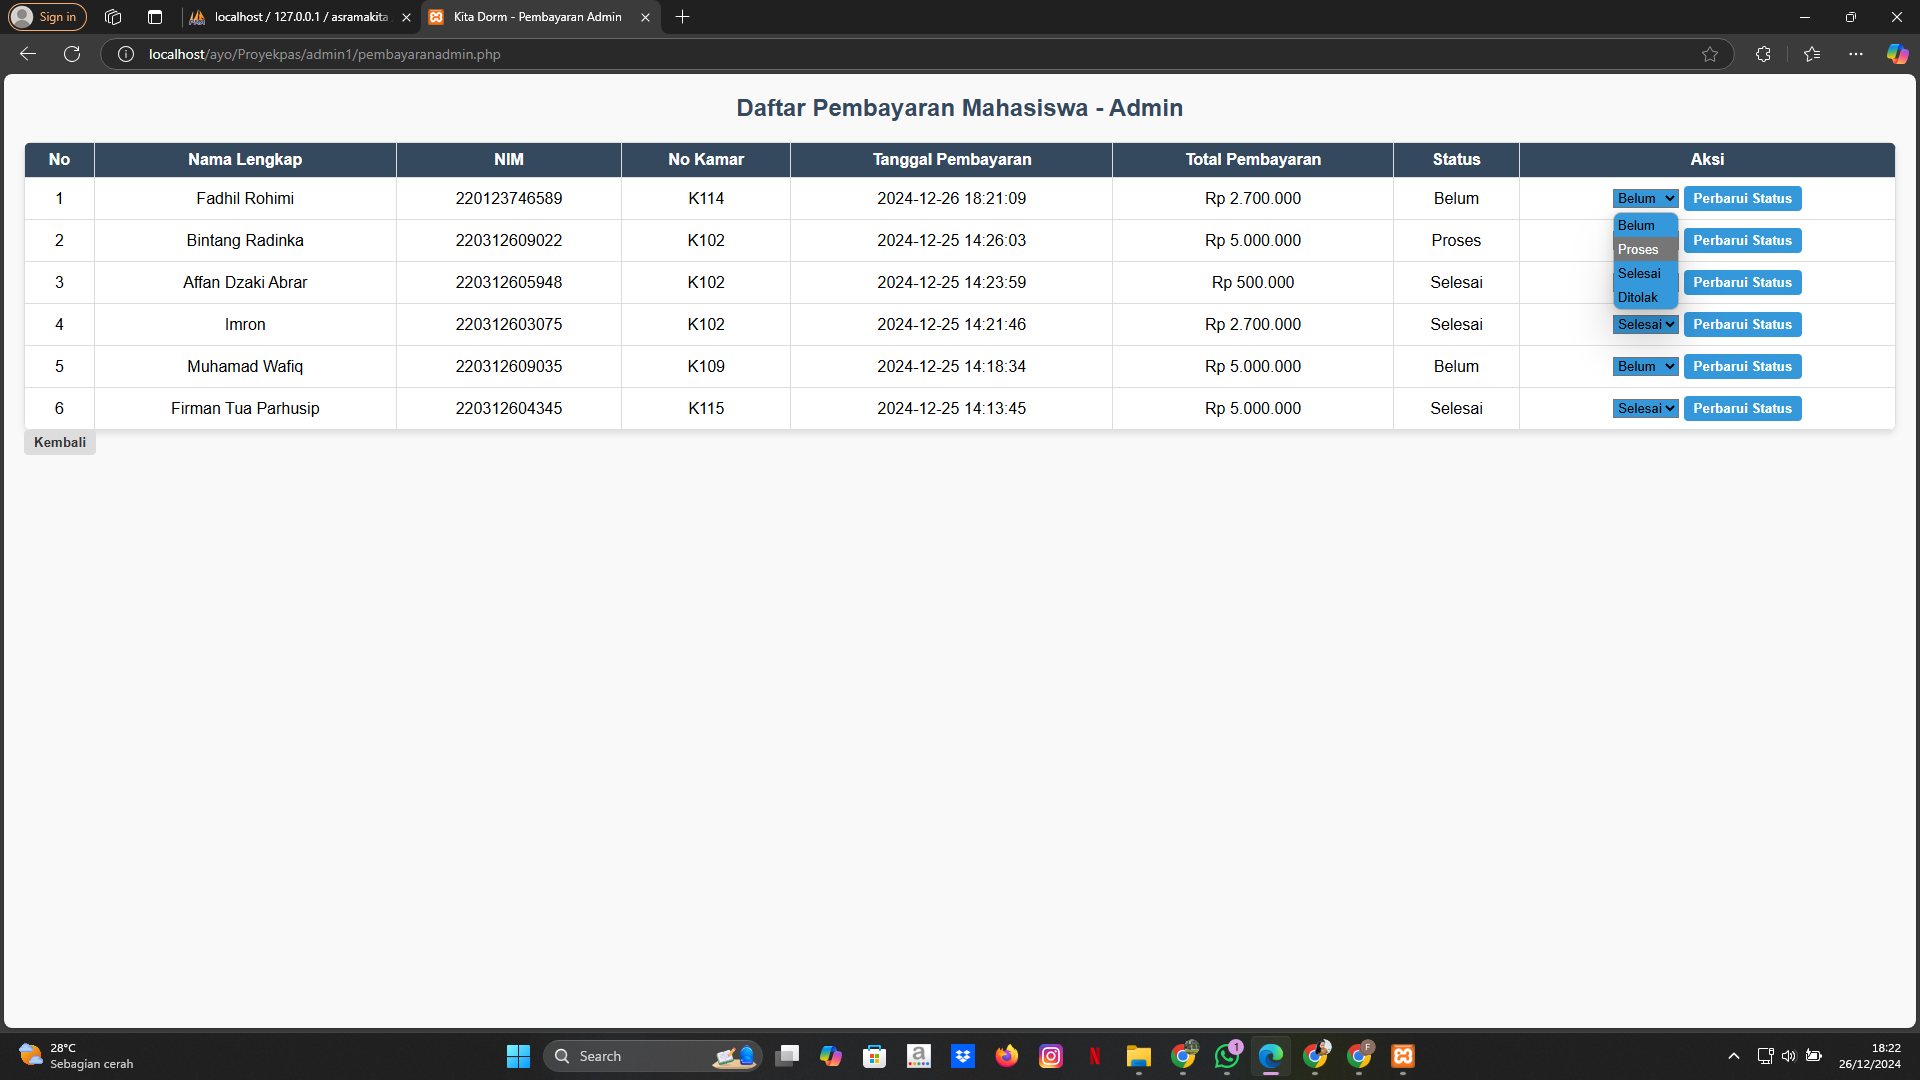 Sign in
localhost / 127.0.0.1 / asramakita
Kita Dorm - Pembayaran Admin
localhost/ayo/Proyekpas/admin1/pembayaranadmin.php
Daftar Pembayaran Mahasiswa - Admin
No Nama Lengkap NIM No Kamar Tanggal Pembayaran Total Pembayaran Status Aksi
1 Fadhil Rohimi 220123746589 K114 2024-12-26 18:21:09 Rp 2.700.000 Belum Belum Perbarui Status
Belum
2 Bintang Radinka 220312609022 K102 2024-12-25 14:26:03 Rp 5.000.000 Proses Perbarui Status
Proses
Selesai
3 Affan Dzaki Abrar 220312605948 K102 2024-12-25 14:23:59 Rp 500.000 Selesai Perbarui Status
Ditolak
4 Imron 220312603075 K102 2024-12-25 14:21:46 Rp 2.700.000 Selesai Selesai Perbarui Status
5 Muhamad Wafiq 220312609035 K109 2024-12-25 14:18:34 Rp 5.000.000 Belum Belum Perbarui Status
6 Firman Tua Parhusip 220312604345 K115 2024-12-25 14:13:45 Rp 5.000.000 Selesai Selesai Perbarui Status
Kembali
28°C
Sebagian cerah
Search
1
F
18:22
26/12/2024